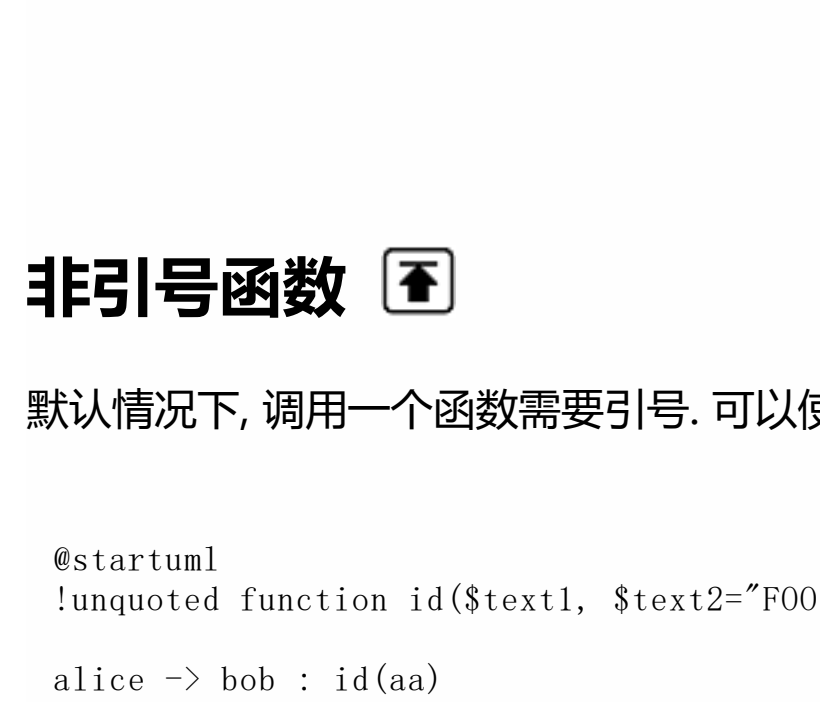 非引号函数
默认情况下, 调用一个函数需要引号. 可以使
@startuml
!unquoted function id($text1, $text2="FOO
alice -> bob : id(aa)